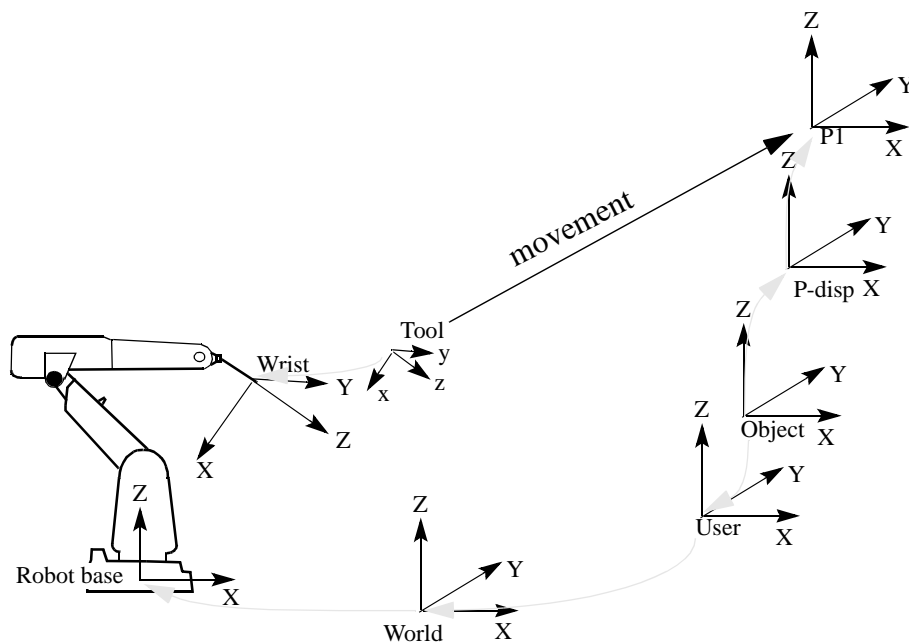 Z
Y
P1
X
Z
movement
Y
P-disp
X
Tool
Z
y
Wrist
Y
x
z
Y
Z
Object
X
X
Z
Y
Z
User
X
Z
Y
Robot base
X
X
World